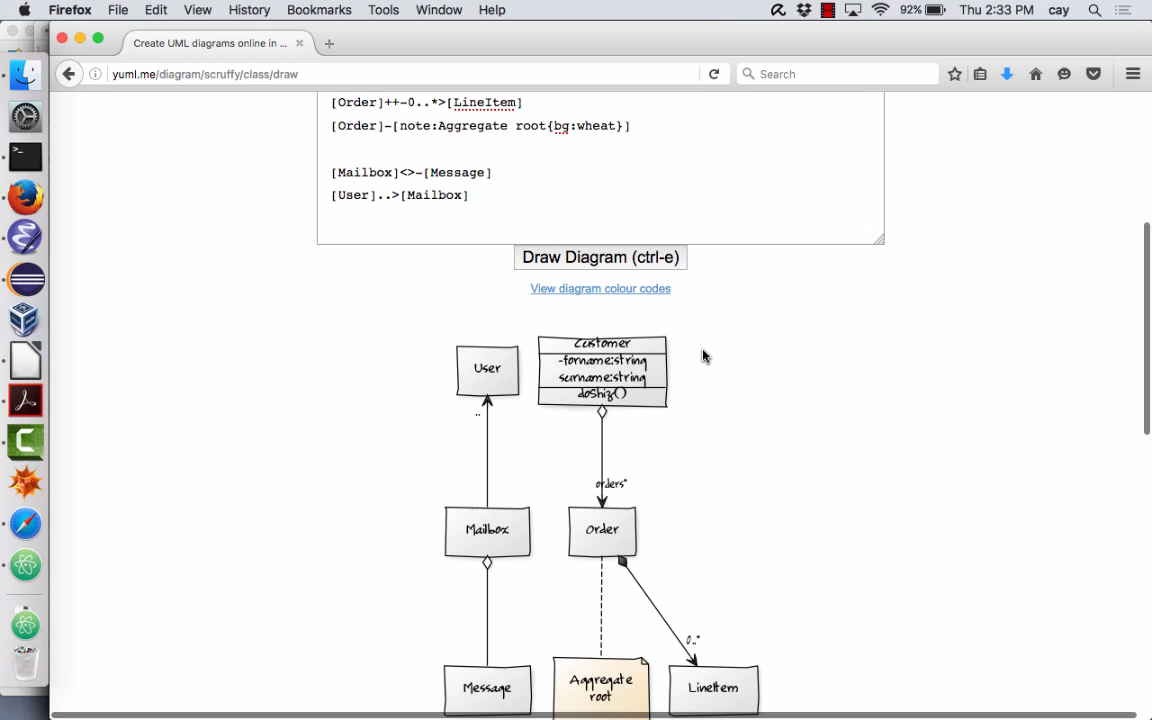 Firefox File Edit View History Bookmarks Tools Window Help 92% Thu 2:33 PM cay
Create UML diagrams online in ...
yuml.me/diagram/scruffy/class/draw Search
[Order]++-0..*>[LineItem]
[Order]-[note:Aggregate root{bg:wheat}]
[Mailbox]<>-[Message]
[User]..>[Mailbox]
Draw Diagram (ctrl-e)
View diagram colour codes
Customer
User
-forname:string
surname:string
doShiz()
..
orders*
Mailbox Order
0..*
Aggregate
root
Message LineItem